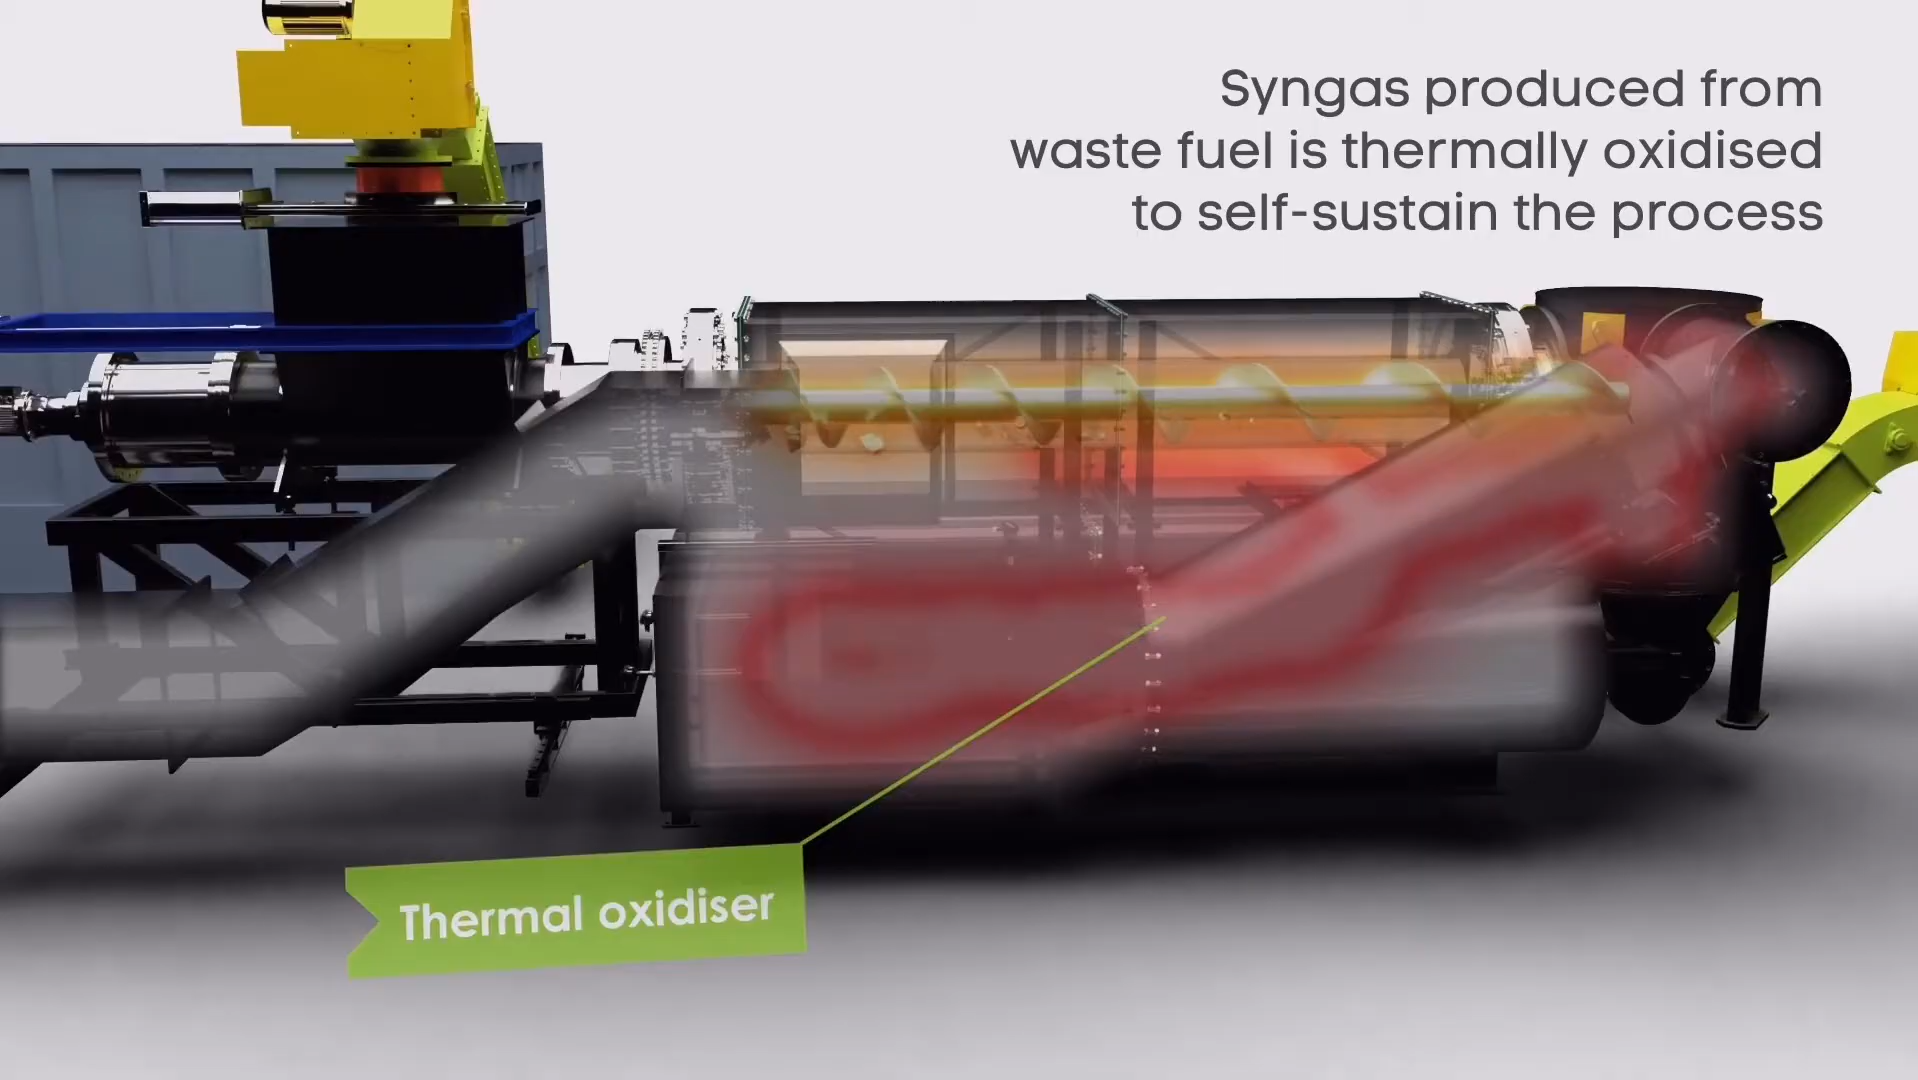 Syngas produced from
waste fuel is thermally oxidised
to self-sustain the process
Thermal oxidiser